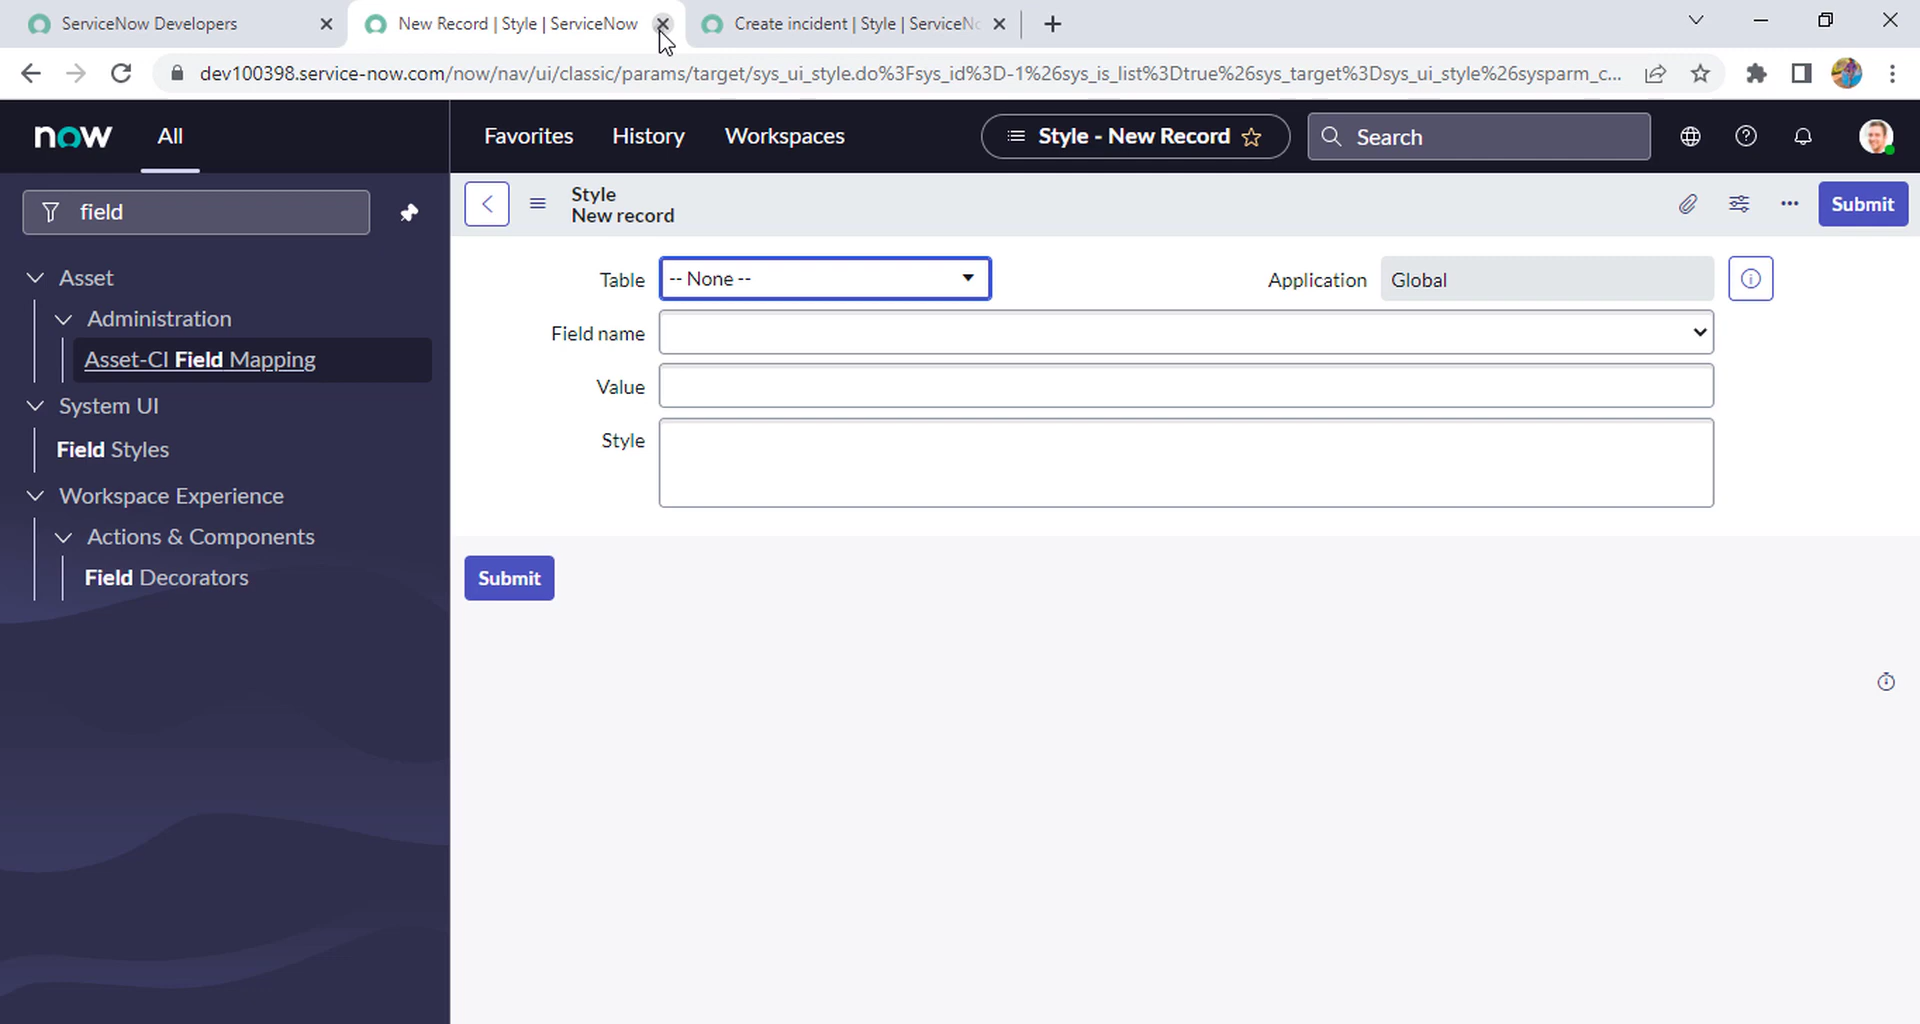 ServiceNow Developers
New Record | Style | ServiceNow
Create incident | Style | ServiceNo
dev100398.service-now.com/now/nav/ui/classic/params/target/sys_ui_style.do%3Fsys_id%3D-1%26sys_is_list%3Dtrue%26sys_target%3Dsys_ui_style%26sysparm_c...
now
All
Favorites
History
Workspaces
Style - New Record
Search
field
Style
New record
Submit
Asset
Administration
Asset-CI Field Mapping
System UI
Field Styles
Workspace Experience
Actions & Components
Field Decorators
Table
-- None --
Application
Global
Field name
Value
Style
Submit